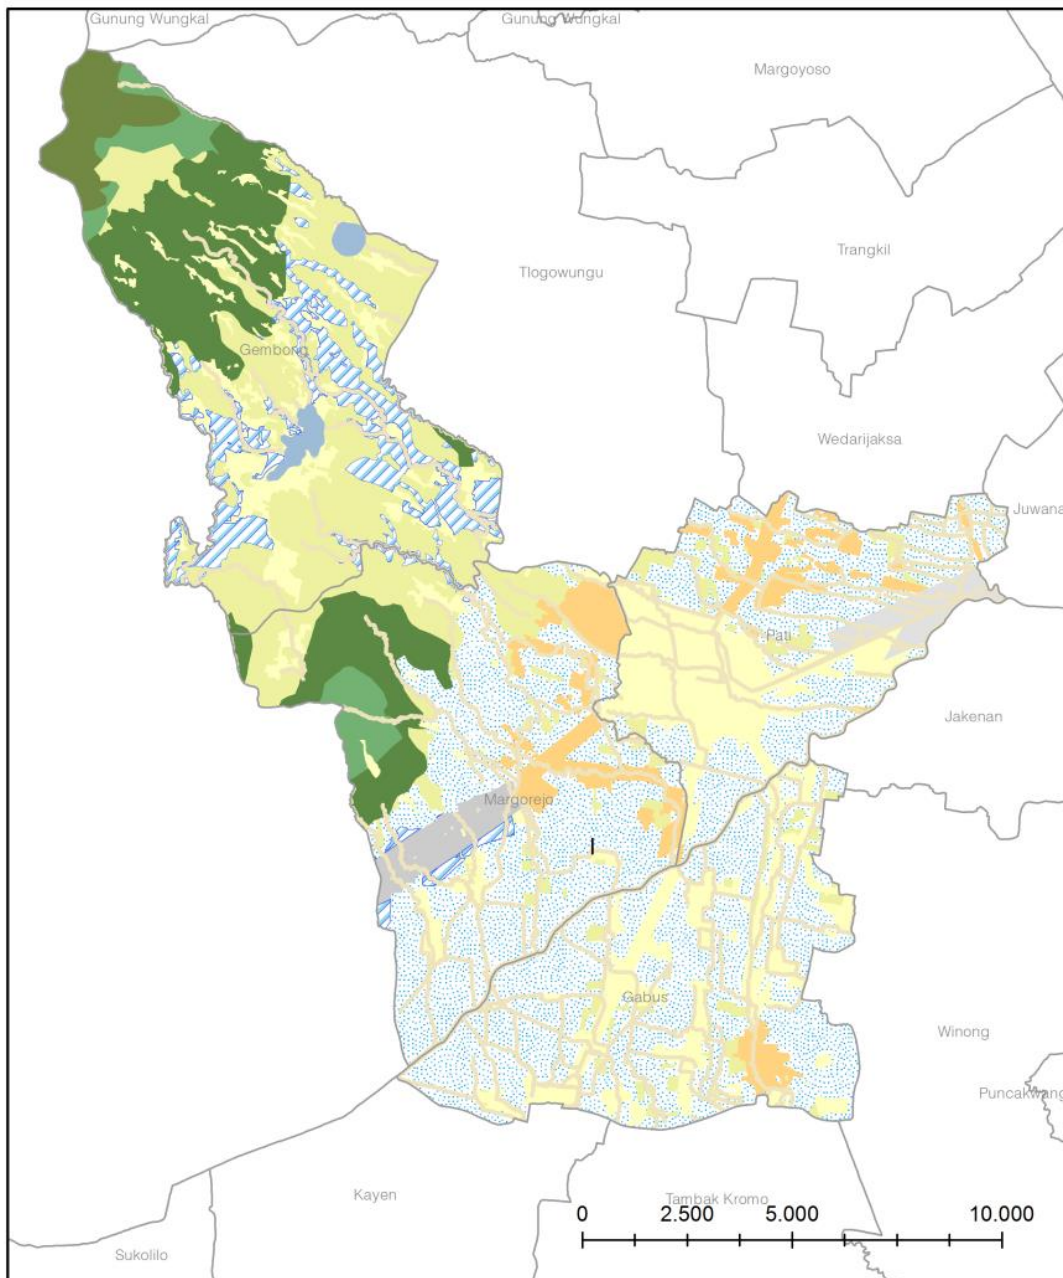 Gunung Wungkal
Gunung Wungkal
Margoyoso
Trangkil
Tlogowungu
Gembong
Wedarijaksa
Juwana
Pati
Jakenan
Margorejo
Gabus
Winong
Puncakwang
Kayen
Tambak Kromo
0 2.500 5.000 10.000
Sukolilo